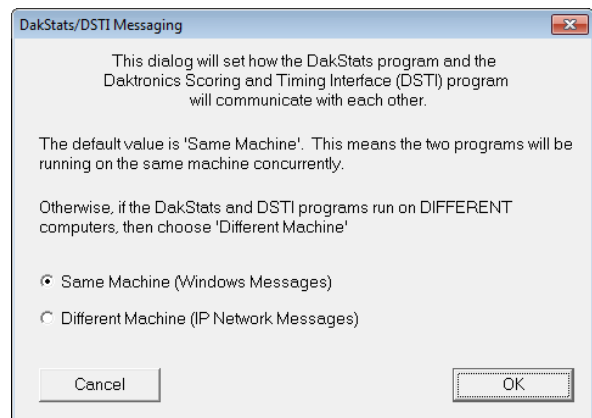 DakStats/DSTI Messaging
This dialog will set how the DakStats program and the
Daktronics Scoring and Timing Interface (DSTI) program
will communicate with each other.
The default value is 'Same Machine'. This means the two programs will be
running on the same machine concurrently.
Otherwise, if the DakStats and DSTI programs run on DIFFERENT
computers, then choose 'Different Machine'
Same Machine (Windows Messages)
Different Machine (IP Network Messages)
Cancel
OK